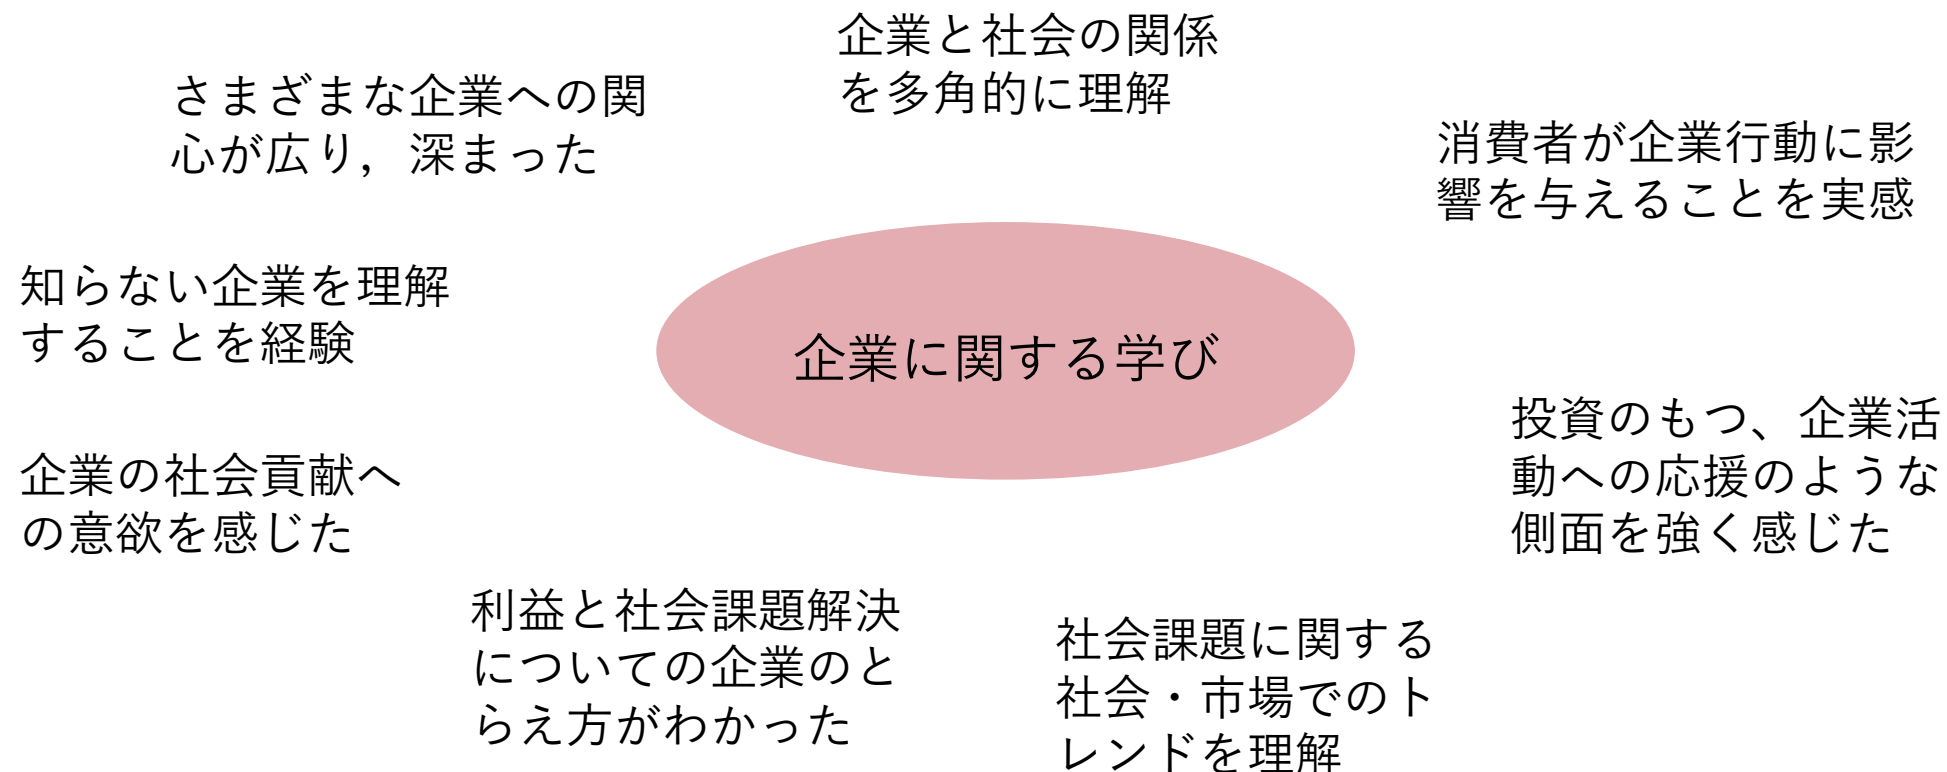 企業と社会の関係
を多角的に理解
さまざまな企業への関
心が広り，深まった
消費者が企業行動に影
響を与えることを実感
知らない企業を理解
することを経験
企業に関する学び
投資のもつ、企業活
動への応援のような
側面を強く感じた
企業の社会貢献へ
の意欲を感じた
利益と社会課題解決
についての企業のと
らえ方がわかった
社会課題に関する
社会・市場でのト
レンドを理解